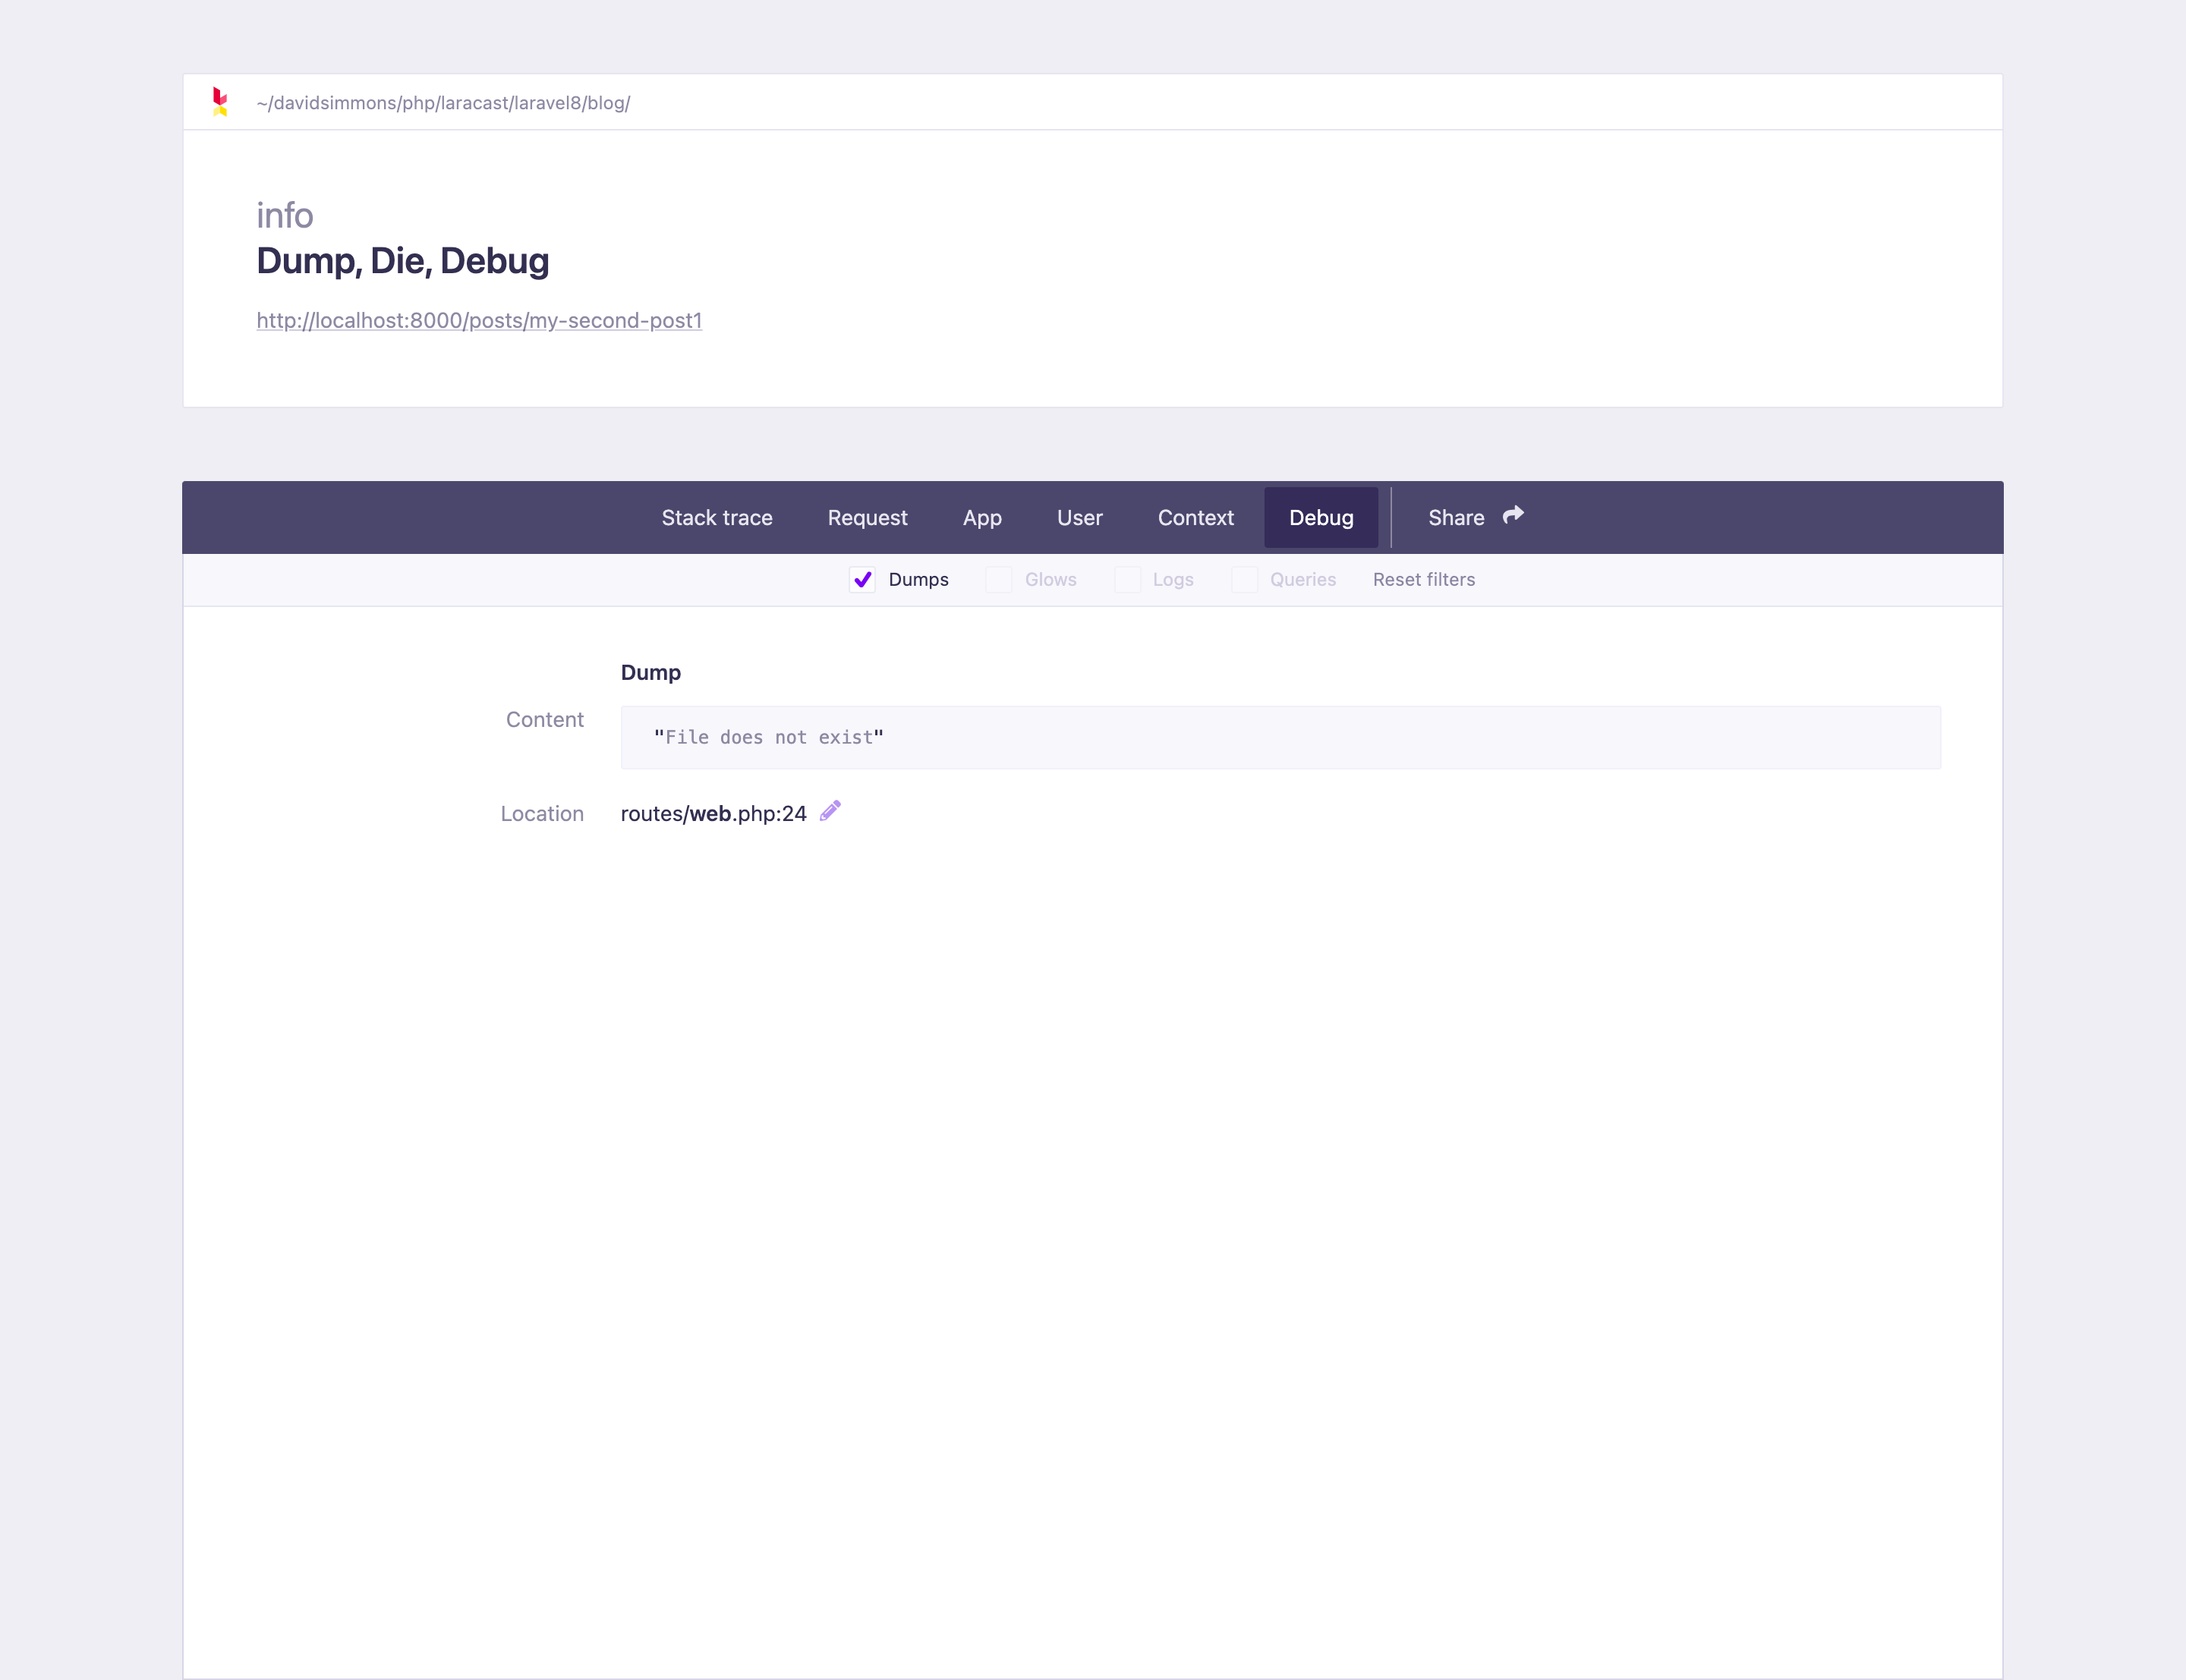 ~/davidsimmons/php/laracast/laravel8/blog/
info
Dump, Die, Debug
http://localhost:8000/posts/my-second-post1
Stack trace Request App User Context Debug Share
Dumps Glows Logs Queries Reset filters
Dump
Content "File does not exist"
Location routes/web.php:24